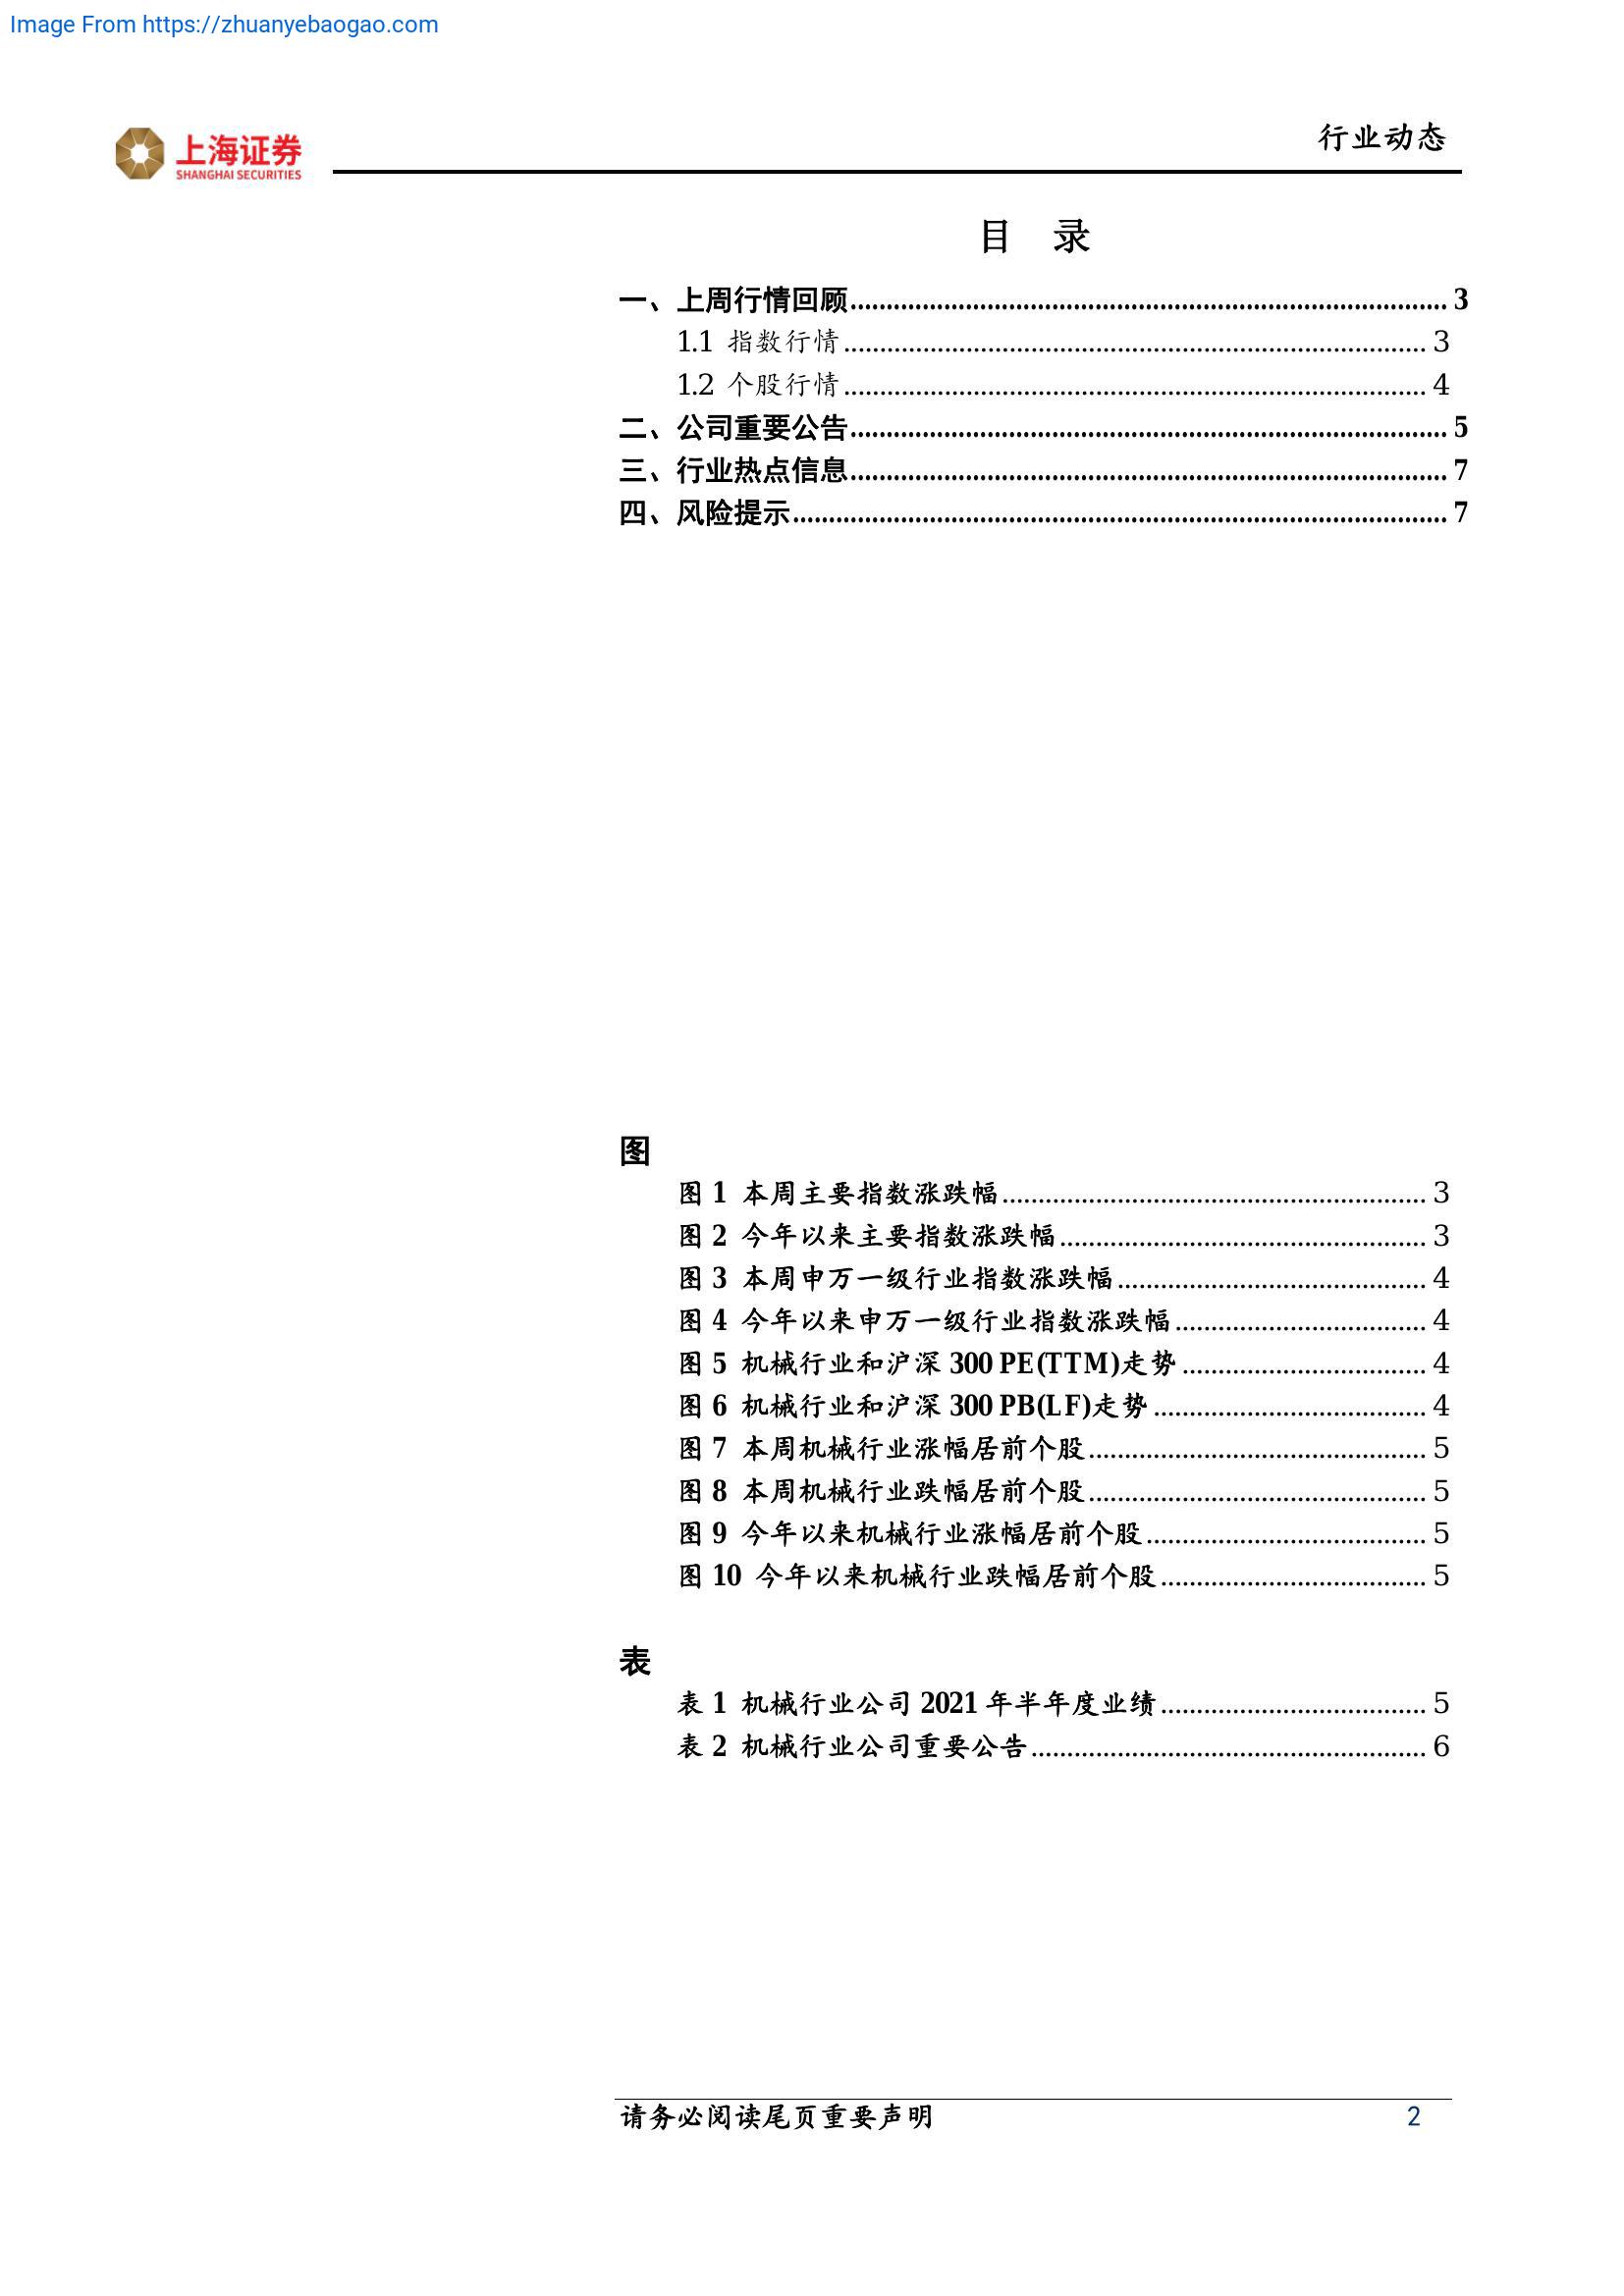 Image From https://zhuanyebaogao.com
上海证券
SHANGHAI SECURITIES
行业动态
目 录
一、上周行情回顾 3
1.1 指数行情 3
1.2 个股行情 4
二、公司重要公告 5
三、行业热点信息 7
四、风险提示 7
图
图 1 本周主要指数涨跌幅 3
图 2 今年以来主要指数涨跌幅 3
图 3 本周申万一级行业指数涨跌幅 4
图 4 今年以来申万一级行业指数涨跌幅 4
图 5 机械行业和沪深 300 PE(TTM)走势 4
图 6 机械行业和沪深 300 PB(LF)走势 4
图 7 本周机械行业涨幅居前个股 5
图 8 本周机械行业跌幅居前个股 5
图 9 今年以来机械行业涨幅居前个股 5
图 10 今年以来机械行业跌幅居前个股 5
表
表 1 机械行业公司 2021 年半年度业绩 5
表 2 机械行业公司重要公告 6
请务必阅读尾页重要声明 2